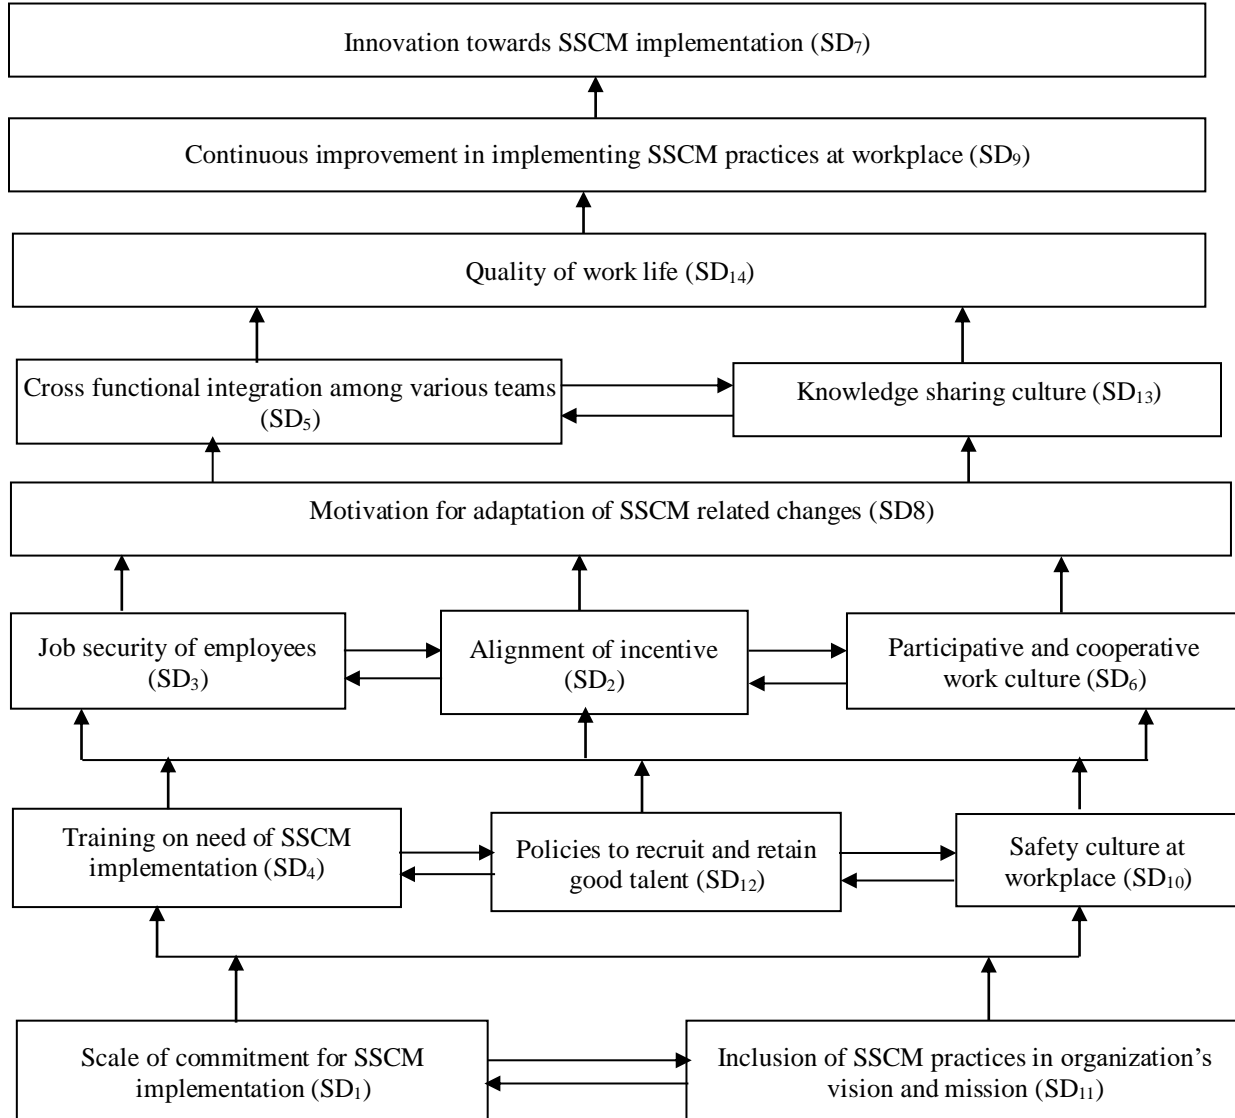 Innovation towards SSCM implementation (SD₇)
Continuous improvement in implementing SSCM practices at workplace (SD₉)
Quality of work life (SD₁₄)
Cross functional integration among various teams
(SD₅)
Knowledge sharing culture (SD₁₃)
Motivation for adaptation of SSCM related changes (SD8)
Job security of employees
(SD₃)
Alignment of incentive
(SD₂)
Participative and cooperative
work culture (SD₆)
Training on need of SSCM
implementation (SD₄)
Policies to recruit and retain
good talent (SD₁₂)
Safety culture at
workplace (SD₁₀)
Scale of commitment for SSCM
implementation (SD₁)
Inclusion of SSCM practices in organization’s
vision and mission (SD₁₁)